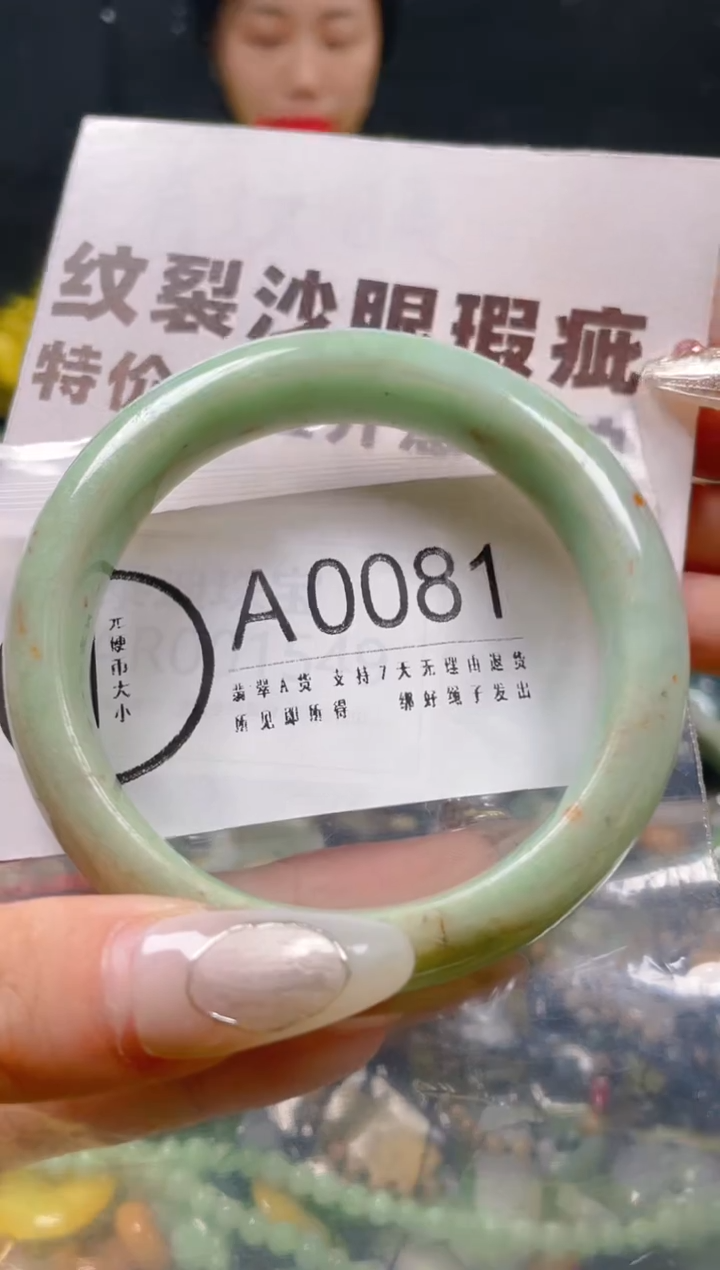 纹裂沙眼瑕疵
特价
A0081
元硬币大小
翡翠A货 支持7天无理由退货
所见即所得 绑好绳子发出